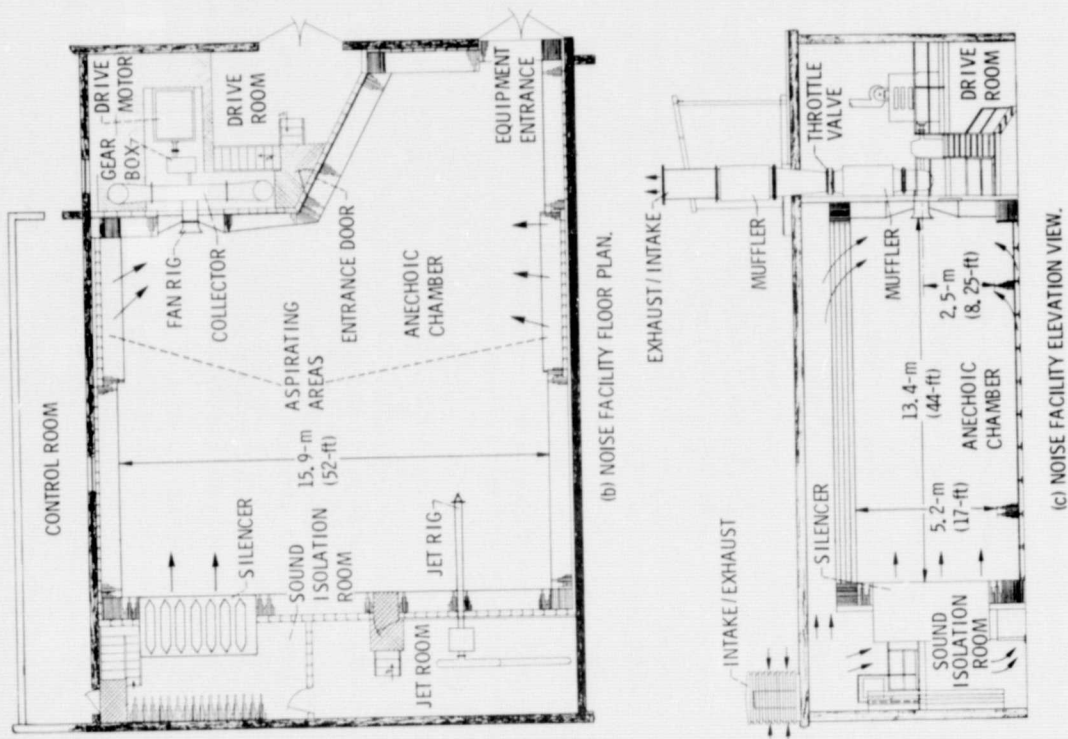 CONTROL ROOM
GEAR
BOX
DRIVE
MOTOR
DRIVE
ROOM
FAN RIG
COLLECTOR
ENTRANCE DOOR
ASPIRATING
AREAS
SILENCER
SOUND
ISOLATION
ROOM
15.9-m
(52-ft)
ANECHOIC
CHAMBER
EQUIPMENT
ENTRANCE
JET ROOM
JET RIG
(b) NOISE FACILITY FLOOR PLAN.
INTAKE/EXHAUST
EXHAUST/INTAKE
MUFFLER
THROTTLE
VALVE
SILENCER
MUFFLER
DRIVE
ROOM
5.2-m
(17-ft)
13.4-m
(44-ft)
2.5-m
(8.25-ft)
SOUND
ISOLATION
ROOM
ANECHOIC
CHAMBER
(c) NOISE FACILITY ELEVATION VIEW.